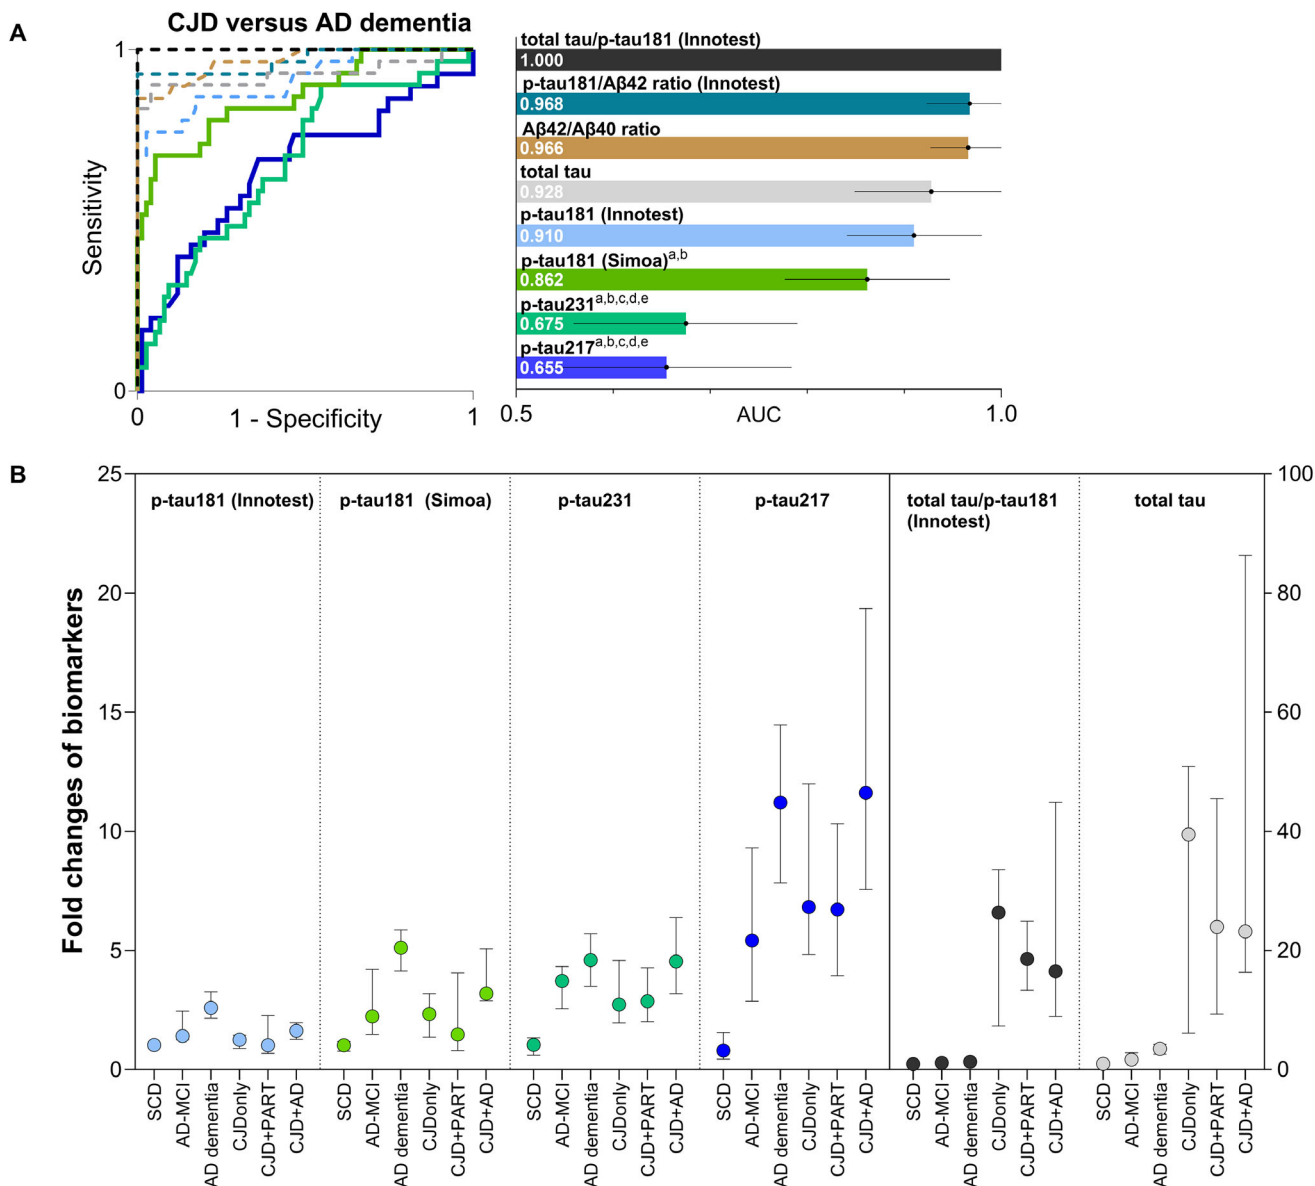 A
CJD versus AD dementia
1
Sensitivity
0
0
1 - Specificity
1
total tau/p-tau181 (Innotest)
1.000
p-tau181/Aβ42 ratio (Innotest)
0.968
Aβ42/Aβ40 ratio
0.966
total tau
0.928
p-tau181 (Innotest)
0.910
p-tau181 (Simoa)a,b
0.862
p-tau231a,b,c,d,e
0.675
p-tau217a,b,c,d,e
0.655
0.5
AUC
1.0
B
Fold changes of biomarkers
25
20
15
10
5
0
p-tau181 (Innotest)
p-tau181 (Simoa)
p-tau231
p-tau217
total tau/p-tau181
(Innotest)
total tau
100
80
60
40
20
0
SCD
AD-MCI
AD dementia
CJDonly
CJD+PART
CJD+AD
SCD
AD-MCI
AD dementia
CJDonly
CJD+PART
CJD+AD
SCD
AD-MCI
AD dementia
CJDonly
CJD+PART
CJD+AD
SCD
AD-MCI
AD dementia
CJDonly
CJD+PART
CJD+AD
SCD
AD-MCI
AD dementia
CJDonly
CJD+PART
CJD+AD
SCD
AD-MCI
AD dementia
CJDonly
CJD+PART
CJD+AD